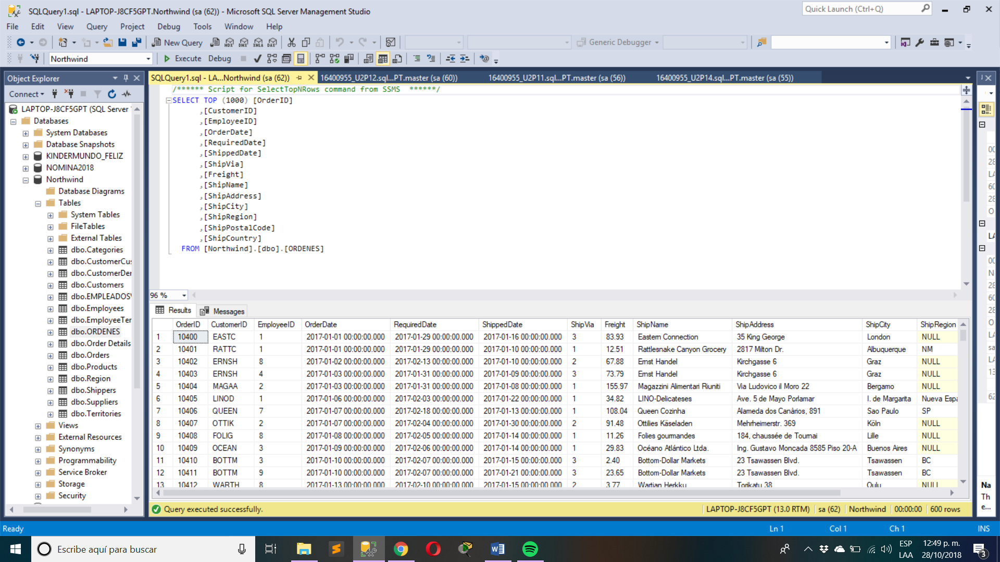 SQLQuery1.sql - LAPTOP-J8CF5GPT.Northwind (sa (62)) - Microsoft SQL Server Management Studio
Quick Launch (Ctrl+Q)
File Edit View Query Project Debug Tools Window Help
New Query MDX DMX XMLA DAX Generic Debugger
Northwind Execute Debug
Object Explorer
Connect
LAPTOP-J8CF5GPT (SQL Server
Databases
System Databases
Database Snapshots
KINDERMUNDO_FELIZ
NOMINA2018
Northwind
Database Diagrams
Tables
System Tables
FileTables
External Tables
dbo.Categories
dbo.CustomerCus
dbo.CustomerDer
dbo.Customers
dbo.EMPLEADOS
dbo.Employees
dbo.EmployeeTer
dbo.ORDENES
dbo.Order Details
dbo.Orders
dbo.Products
dbo.Region
dbo.Shippers
dbo.Suppliers
dbo.Territories
Views
External Resources
Synonyms
Programmability
Service Broker
Storage
Security
SQLQuery1.sql - LA...Northwind (sa (62)) 16400955_U2P12.sql...PT.master (sa (60)) 16400955_U2P11.sql...PT.master (sa (56)) 16400955_U2P14.sql...PT.master (sa (55))
/****** Script for SelectTopNRows command from SSMS ******/
SELECT TOP (1000) [OrderID]
,[CustomerID]
,[EmployeeID]
,[OrderDate]
,[RequiredDate]
,[ShippedDate]
,[ShipVia]
,[Freight]
,[ShipName]
,[ShipAddress]
,[ShipCity]
,[ShipRegion]
,[ShipPostalCode]
,[ShipCountry]
FROM [Northwind].[dbo].[ORDENES]
96 %
Results Messages
OrderID CustomerID EmployeeID OrderDate RequiredDate ShippedDate ShipVia Freight ShipName ShipAddress ShipCity ShipRegion
1 10400 EASTC 1 2017-01-01 00:00:00.000 2017-01-29 00:00:00.000 2017-01-16 00:00:00.000 3 83.93 Eastern Connection 35 King George London NULL
2 10401 RATTC 1 2017-01-01 00:00:00.000 2017-01-29 00:00:00.000 2017-01-10 00:00:00.000 1 12.51 Rattlesnake Canyon Grocery 2817 Milton Dr. Albuquerque NM
3 10402 ERNSH 8 2017-01-02 00:00:00.000 2017-02-13 00:00:00.000 2017-01-10 00:00:00.000 2 67.88 Ernst Handel Kirchgasse 6 Graz NULL
4 10403 ERNSH 4 2017-01-03 00:00:00.000 2017-01-31 00:00:00.000 2017-01-09 00:00:00.000 3 73.79 Ernst Handel Kirchgasse 6 Graz NULL
5 10404 MAGAA 2 2017-01-03 00:00:00.000 2017-01-31 00:00:00.000 2017-01-08 00:00:00.000 1 155.97 Magazzini Alimentari Riuniti Via Ludovico il Moro 22 Bergamo NULL
6 10405 LINOD 1 2017-01-06 00:00:00.000 2017-02-03 00:00:00.000 2017-01-22 00:00:00.000 1 34.82 LINO-Delicateses Ave. 5 de Mayo Porlamar I. de Margarita Nueva Espa
7 10406 QUEEN 7 2017-01-07 00:00:00.000 2017-02-18 00:00:00.000 2017-01-13 00:00:00.000 1 108.04 Queen Cozinha Alameda dos Canàrios, 891 Sao Paulo SP
8 10407 OTTIK 2 2017-01-07 00:00:00.000 2017-02-04 00:00:00.000 2017-01-30 00:00:00.000 2 91.48 Ottilies Käseladen Mehrheimerstr. 369 Köln NULL
9 10408 FOLIG 8 2017-01-08 00:00:00.000 2017-02-05 00:00:00.000 2017-01-14 00:00:00.000 1 11.26 Folies gourmandes 184, chaussée de Tournai Lille NULL
10 10409 OCEAN 3 2017-01-09 00:00:00.000 2017-02-06 00:00:00.000 2017-01-14 00:00:00.000 1 29.83 Océano Atlántico Ltda. Ing. Gustavo Moncada 8585 Piso 20-A Buenos Aires NULL
11 10410 BOTTM 3 2017-01-10 00:00:00.000 2017-02-07 00:00:00.000 2017-01-15 00:00:00.000 3 2.40 Bottom-Dollar Markets 23 Tsawassen Blvd. Tsawassen BC
12 10411 BOTTM 9 2017-01-10 00:00:00.000 2017-02-07 00:00:00.000 2017-01-21 00:00:00.000 3 23.65 Bottom-Dollar Markets 23 Tsawassen Blvd. Tsawassen BC
13 10412 WARTH 8 2017-01-13 00:00:00.000 2017-02-10 00:00:00.000 2017-01-15 00:00:00.000 2 3.77 Wartian Herkku Torikatu 38 Oulu NULL
Query executed successfully. LAPTOP-J8CF5GPT (13.0 RTM) sa (62) Northwind 00:00:00 600 rows
00
28
LA
60
28
O
LA
00
N
28
60
28
O
LA
sa
LA
13
62
Na
Th
e...
Ready Ln 1 Col 1 Ch 1 INS
Escribe aquí para buscar
ESP
LAA
12:49 p. m.
28/10/2018
3